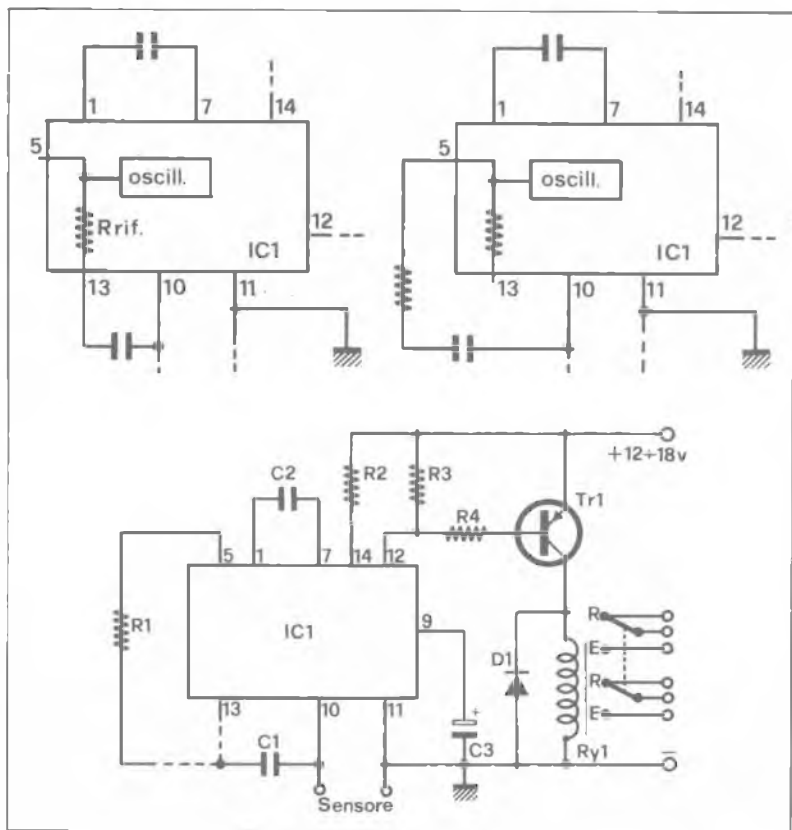 1 7 14
5
oscill.
Rrif.
12
IC1
13 10 11
1 7 14
5
oscill.
12
IC1
13 10 11
+12÷18v
C2 R2 R3
Tr1
R4
5 1 7 14 12
R1
IC1
9
R
D1
E
R
E
13 10 11
+
C1
C3
Ry1
−
Sensore